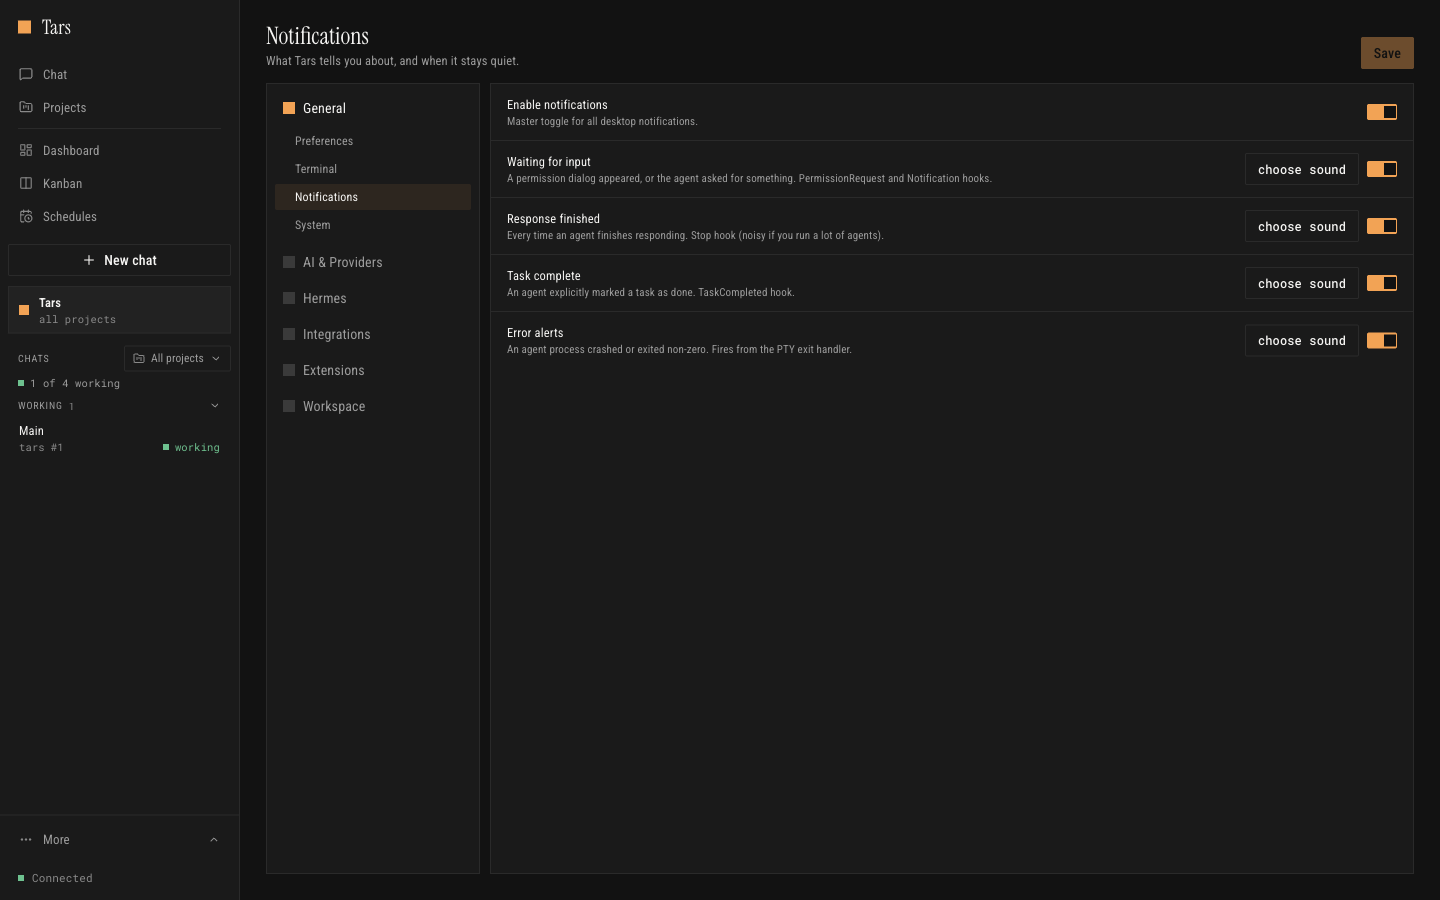 Tars
Chat
Projects
Dashboard
Kanban
Schedules
New chat
Tars
all projects
CHATS
All projects
1 of 4 working
WORKING 1
Main
tars #1
working
More
Connected
Notifications
What Tars tells you about, and when it stays quiet.
Save
General
Preferences
Terminal
Notifications
System
AI & Providers
Hermes
Integrations
Extensions
Workspace
Enable notifications
Master toggle for all desktop notifications.
Waiting for input
A permission dialog appeared, or the agent asked for something. PermissionRequest and Notification hooks.
choose sound
Response finished
Every time an agent finishes responding. Stop hook (noisy if you run a lot of agents).
choose sound
Task complete
An agent explicitly marked a task as done. TaskCompleted hook.
choose sound
Error alerts
An agent process crashed or exited non-zero. Fires from the PTY exit handler.
choose sound